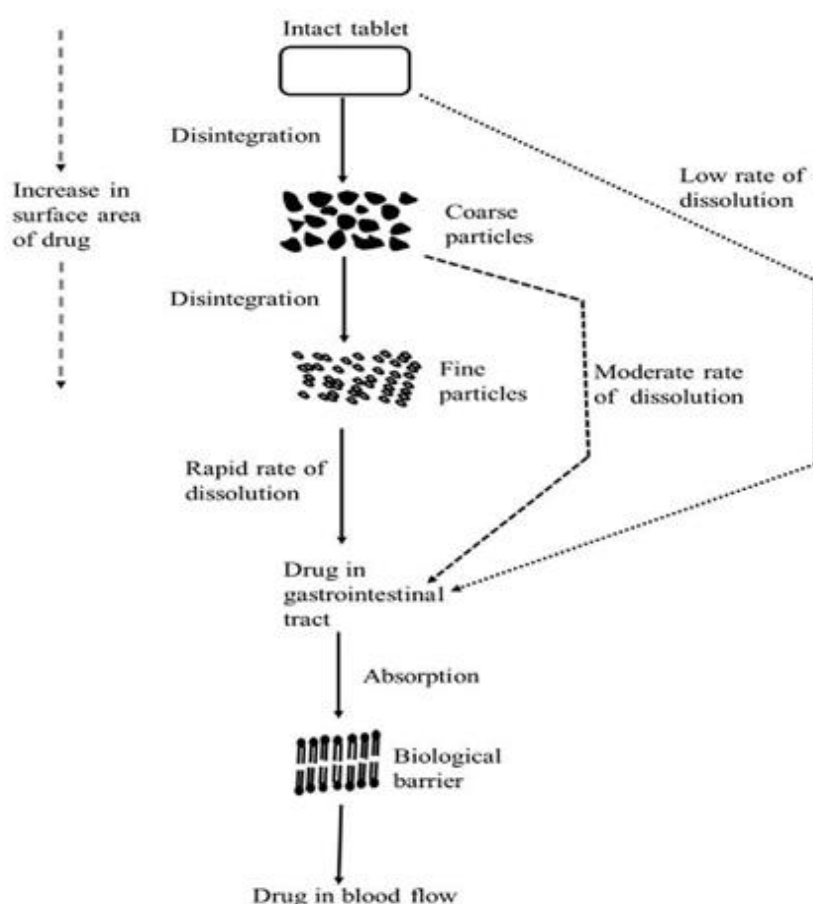 Intact tablet
Disintegration
Low rate of
dissolution
Increase in
surface area
of drug
Coarse
particles
Disintegration
Moderate rate
of dissolution
Fine
particles
Rapid rate of
dissolution
Drug in
gastrointestinal
tract
Absorption
Biological
barrier
Drug in blood flow